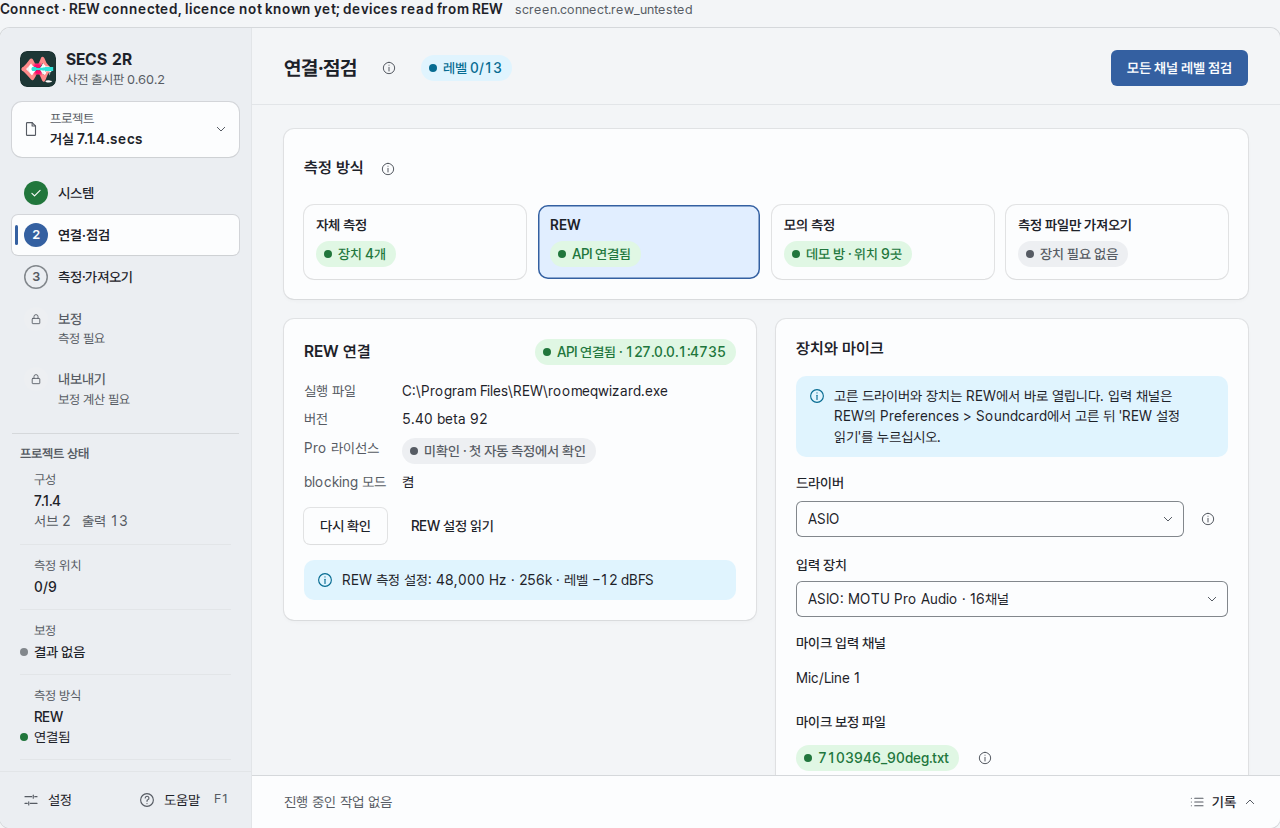 Connect · REW connected, licence not known yet; devices read from REW screen.connect.rew_untested
SECS 2R
사전 출시판 0.60.2
프로젝트
거실 7.1.4.secs
시스템
2 연결·점검
3 측정·가져오기
보정
측정 필요
내보내기
보정 계산 필요
프로젝트 상태
구성
7.1.4
서브 2 출력 13
측정 위치
0/9
보정
결과 없음
측정 방식
REW
연결됨
설정
도움말 F1
연결·점검
레벨 0/13
모든 채널 레벨 점검
측정 방식
자체 측정
장치 4개
REW
API 연결됨
모의 측정
데모 방 · 위치 9곳
측정 파일만 가져오기
장치 필요 없음
REW 연결
API 연결됨 · 127.0.0.1:4735
실행 파일 C:\Program Files\REW\roomeqwizard.exe
버전 5.40 beta 92
Pro 라이선스 미확인 · 첫 자동 측정에서 확인
blocking 모드 켬
다시 확인
REW 설정 읽기
REW 측정 설정: 48,000 Hz · 256k · 레벨 −12 dBFS
장치와 마이크
고른 드라이버와 장치는 REW에서 바로 열립니다. 입력 채널은
REW의 Preferences > Soundcard에서 고른 뒤 'REW 설정
읽기'를 누르십시오.
드라이버
ASIO
입력 장치
ASIO: MOTU Pro Audio · 16채널
마이크 입력 채널
Mic/Line 1
마이크 보정 파일
7103946_90deg.txt
진행 중인 작업 없음
기록